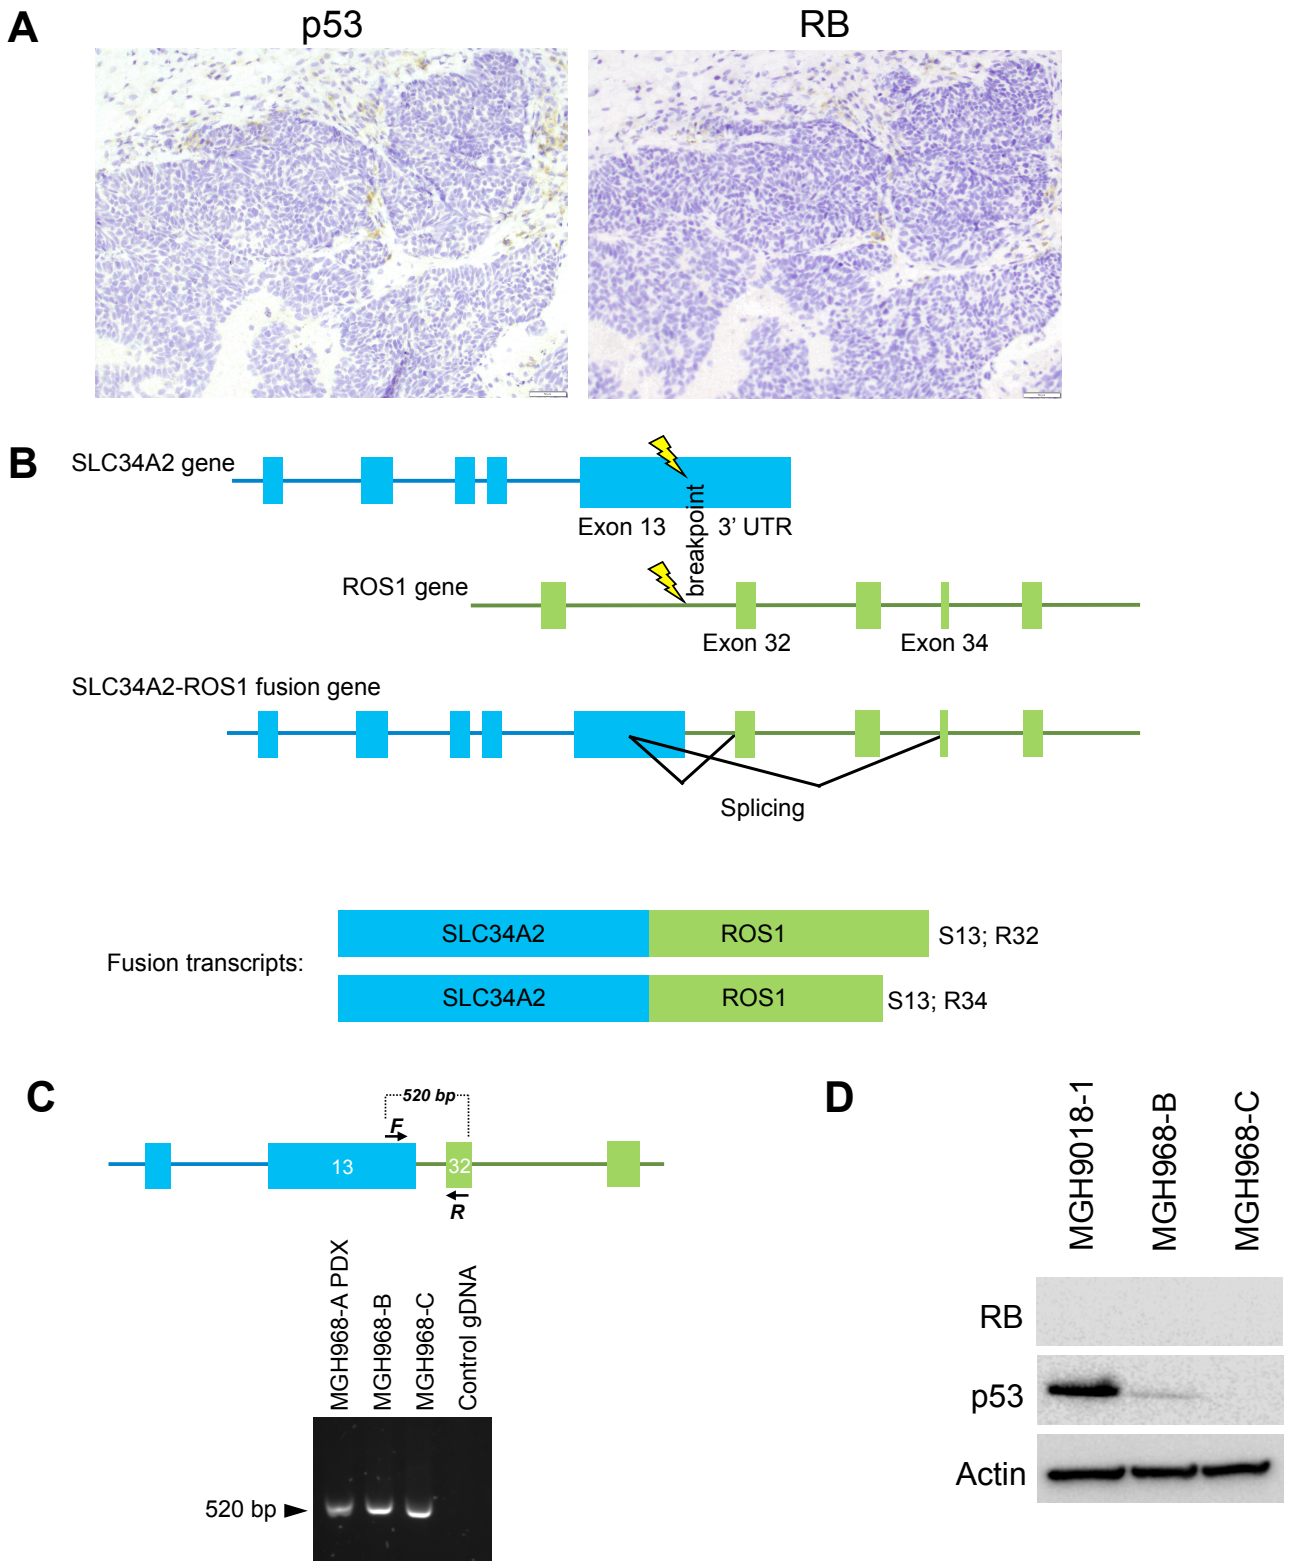 A
p53
RB
B
SLC34A2 gene
Exon 13
3’ UTR
breakpoint
ROS1 gene
Exon 32
Exon 34
SLC34A2-ROS1 fusion gene
Splicing
Fusion transcripts:
SLC34A2 ROS1 S13; R32
SLC34A2 ROS1 S13; R34
C
520 bp
F
13
32
R
MGH968-A PDX
MGH968-B
MGH968-C
Control gDNA
520 bp
D
MGH9018-1
MGH968-B
MGH968-C
RB
p53
Actin